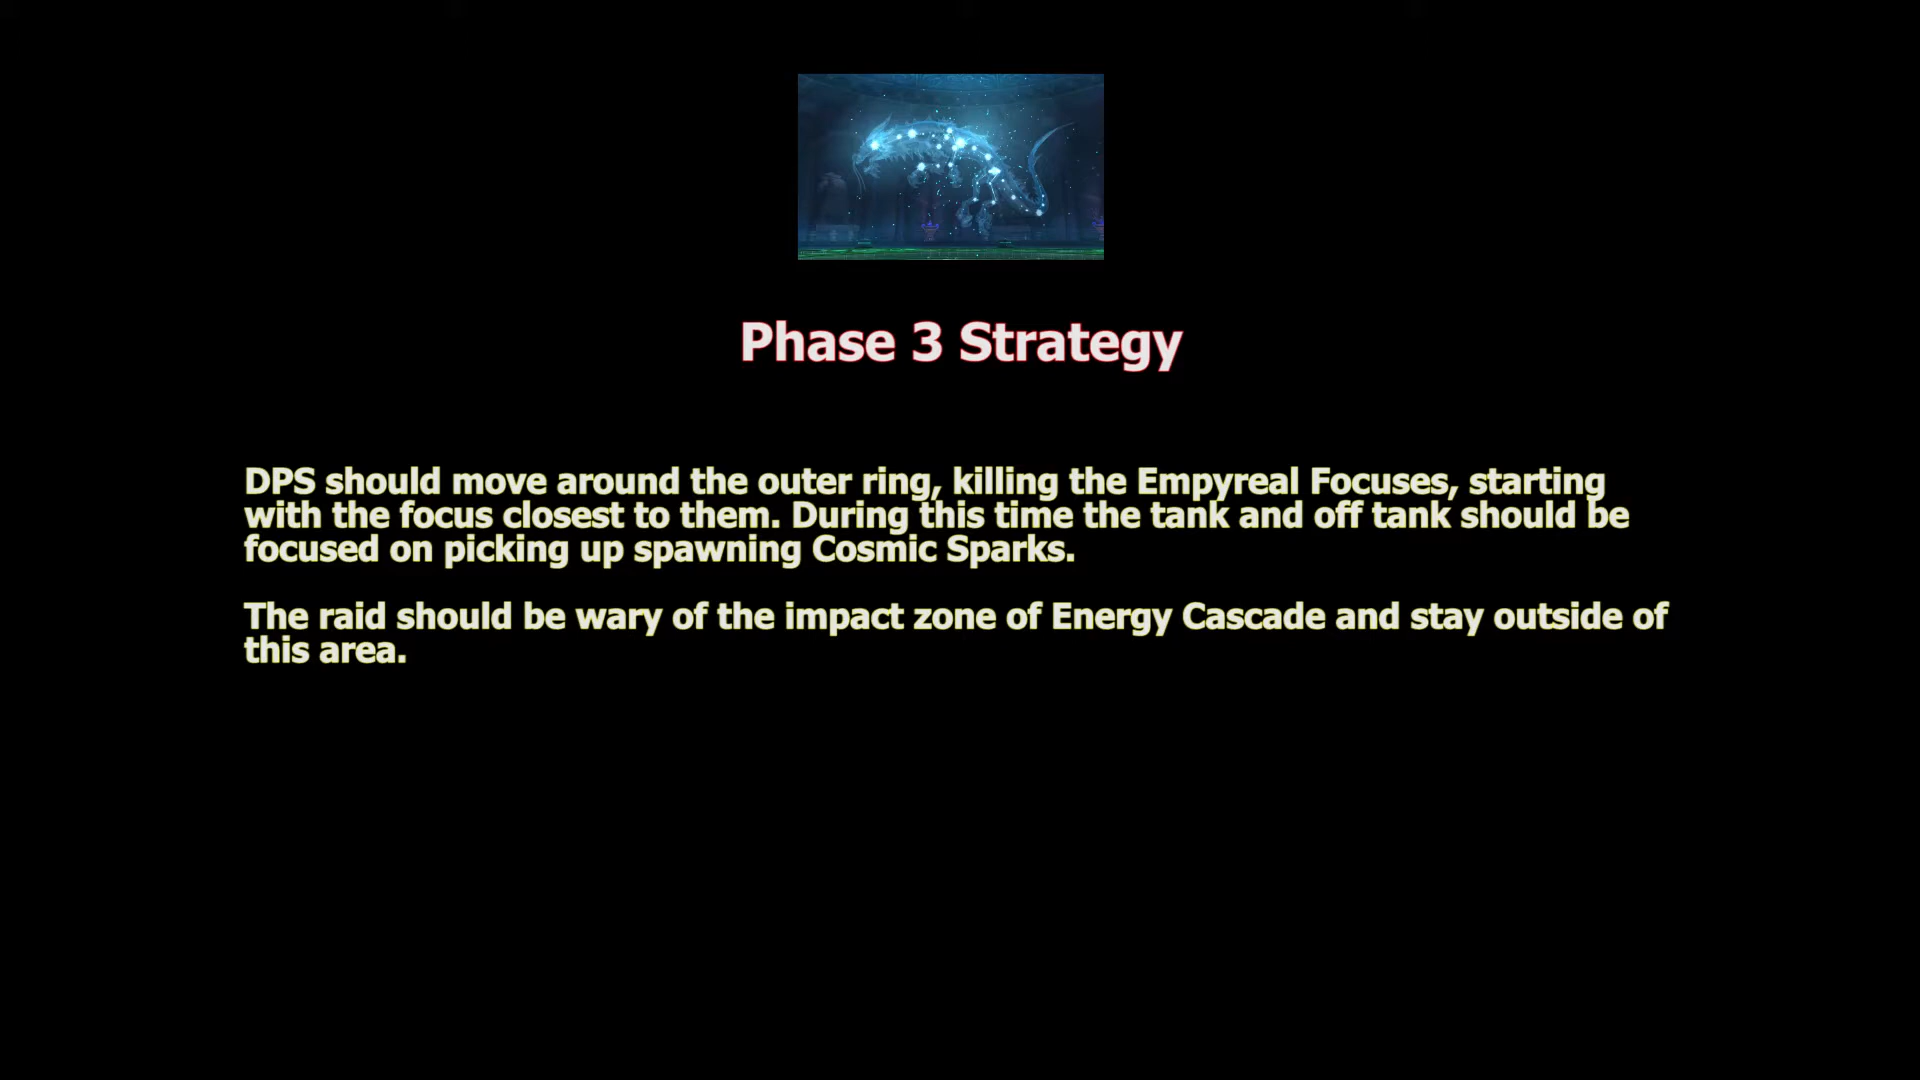 Phase 3 Strategy
DPS should move around the outer ring, killing the Empyreal Focuses, starting
with the focus closest to them. During this time the tank and off tank should be
focused on picking up spawning Cosmic Sparks.
The raid should be wary of the impact zone of Energy Cascade and stay outside of
this area.